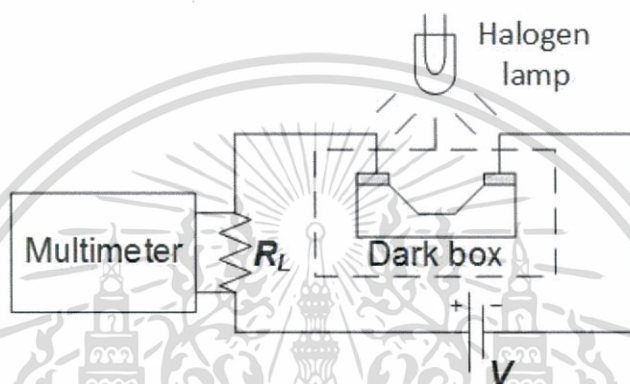 Halogen
lamp
Multimeter
R_L
Dark box
+ -
V